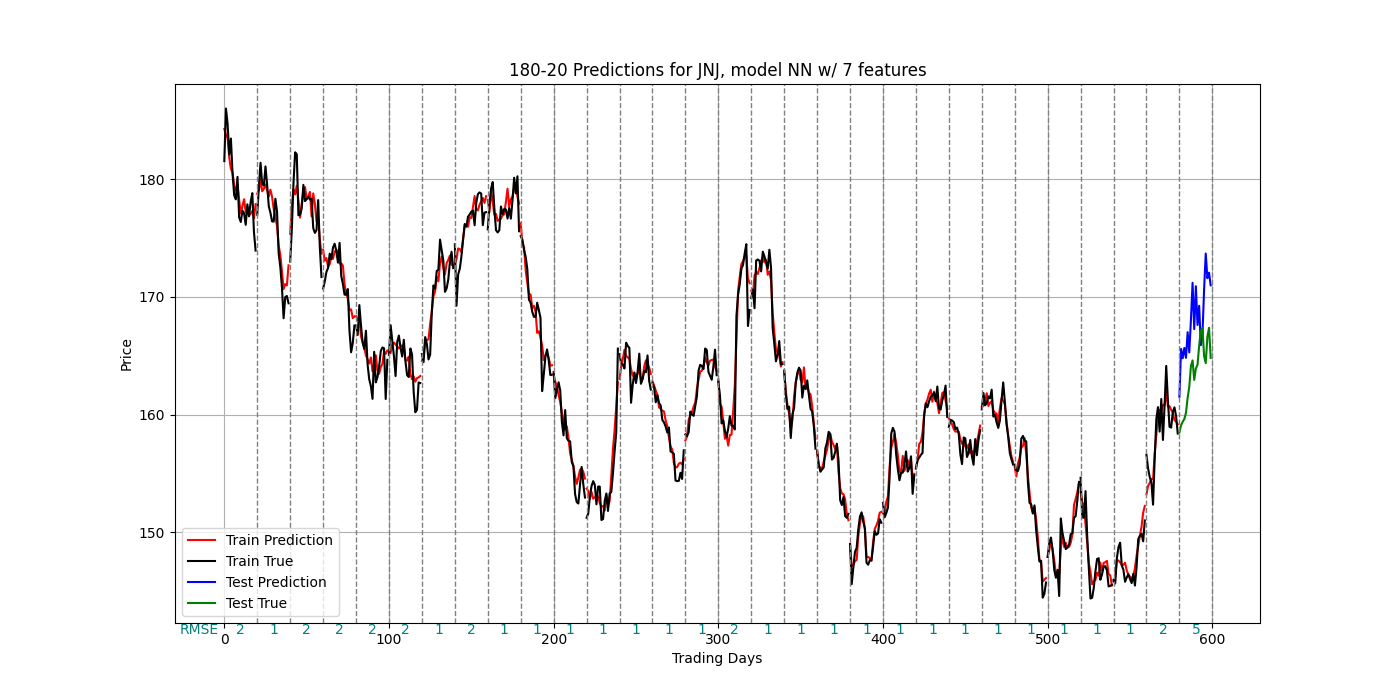 180-20 Predictions for JNJ, model NN w/ 7 features
Price
180
170
160
150
Train Prediction
Train True
Test Prediction
Test True
RMSE 2 1 2 2 2 2 1 2 1 1 1 1 1 1 1 2 1 1 1 1 1 1 1 1 1 1 1 1 2 5
0 100 200 300 400 500 600
Trading Days